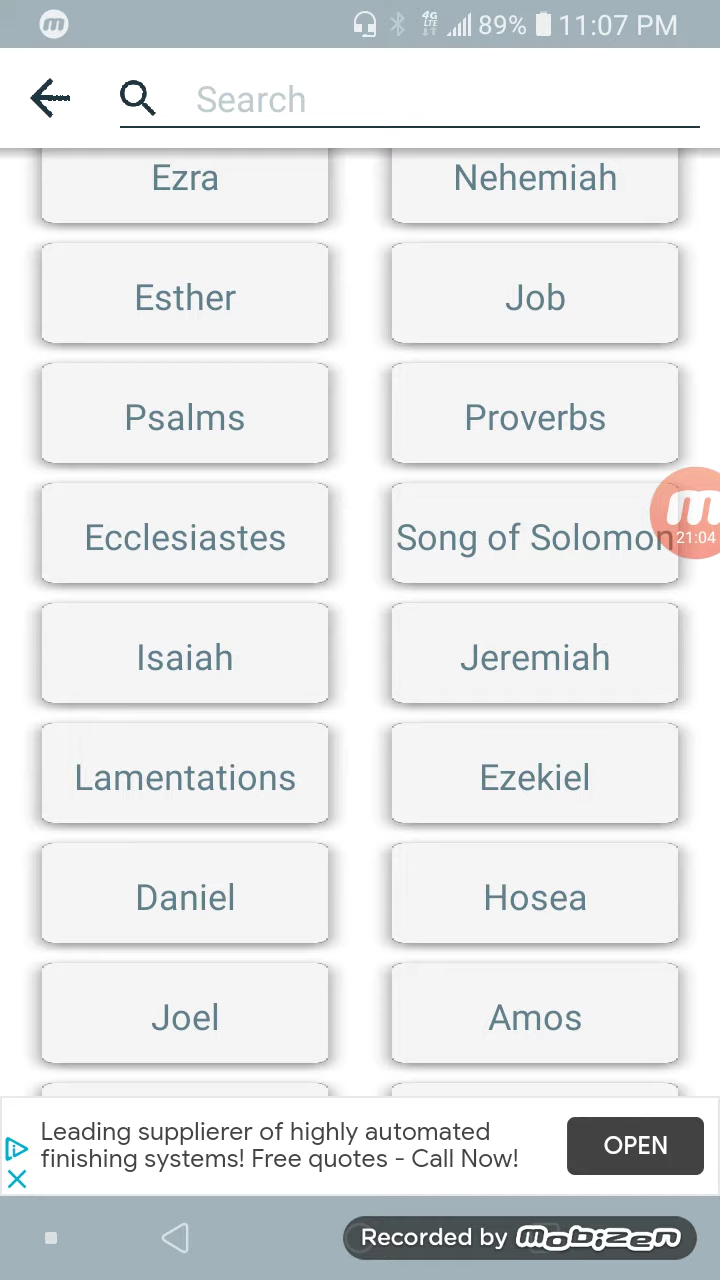 4G LTE 89% 11:07 PM
Search
Ezra Nehemiah
Esther Job
Psalms Proverbs
Ecclesiastes Song of Solomon
21:04
Isaiah Jeremiah
Lamentations Ezekiel
Daniel Hosea
Joel Amos
Leading supplierer of highly automated
finishing systems! Free quotes - Call Now!
OPEN
Recorded by mobizen